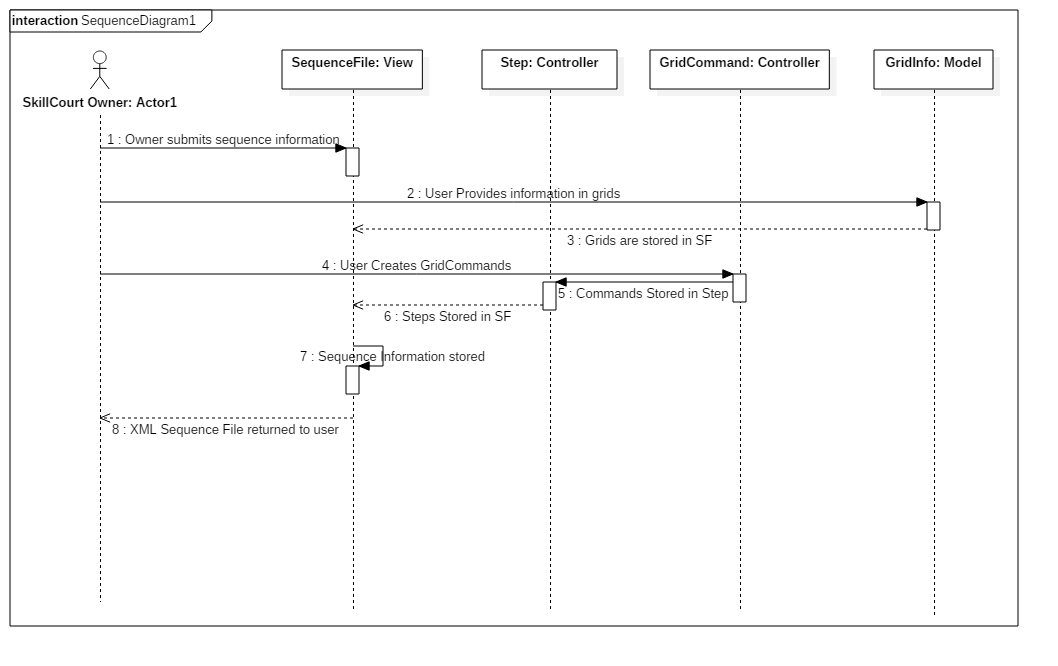 interaction SequenceDiagram1
SequenceFile: View
Step: Controller
GridCommand: Controller
GridInfo: Model
SkillCourt Owner: Actor1
1 : Owner submits sequence information
2 : User Provides information in grids
3 : Grids are stored in SF
4 : User Creates GridCommands
5 : Commands Stored in Step
6 : Steps Stored in SF
7 : Sequence Information stored
8 : XML Sequence File returned to user